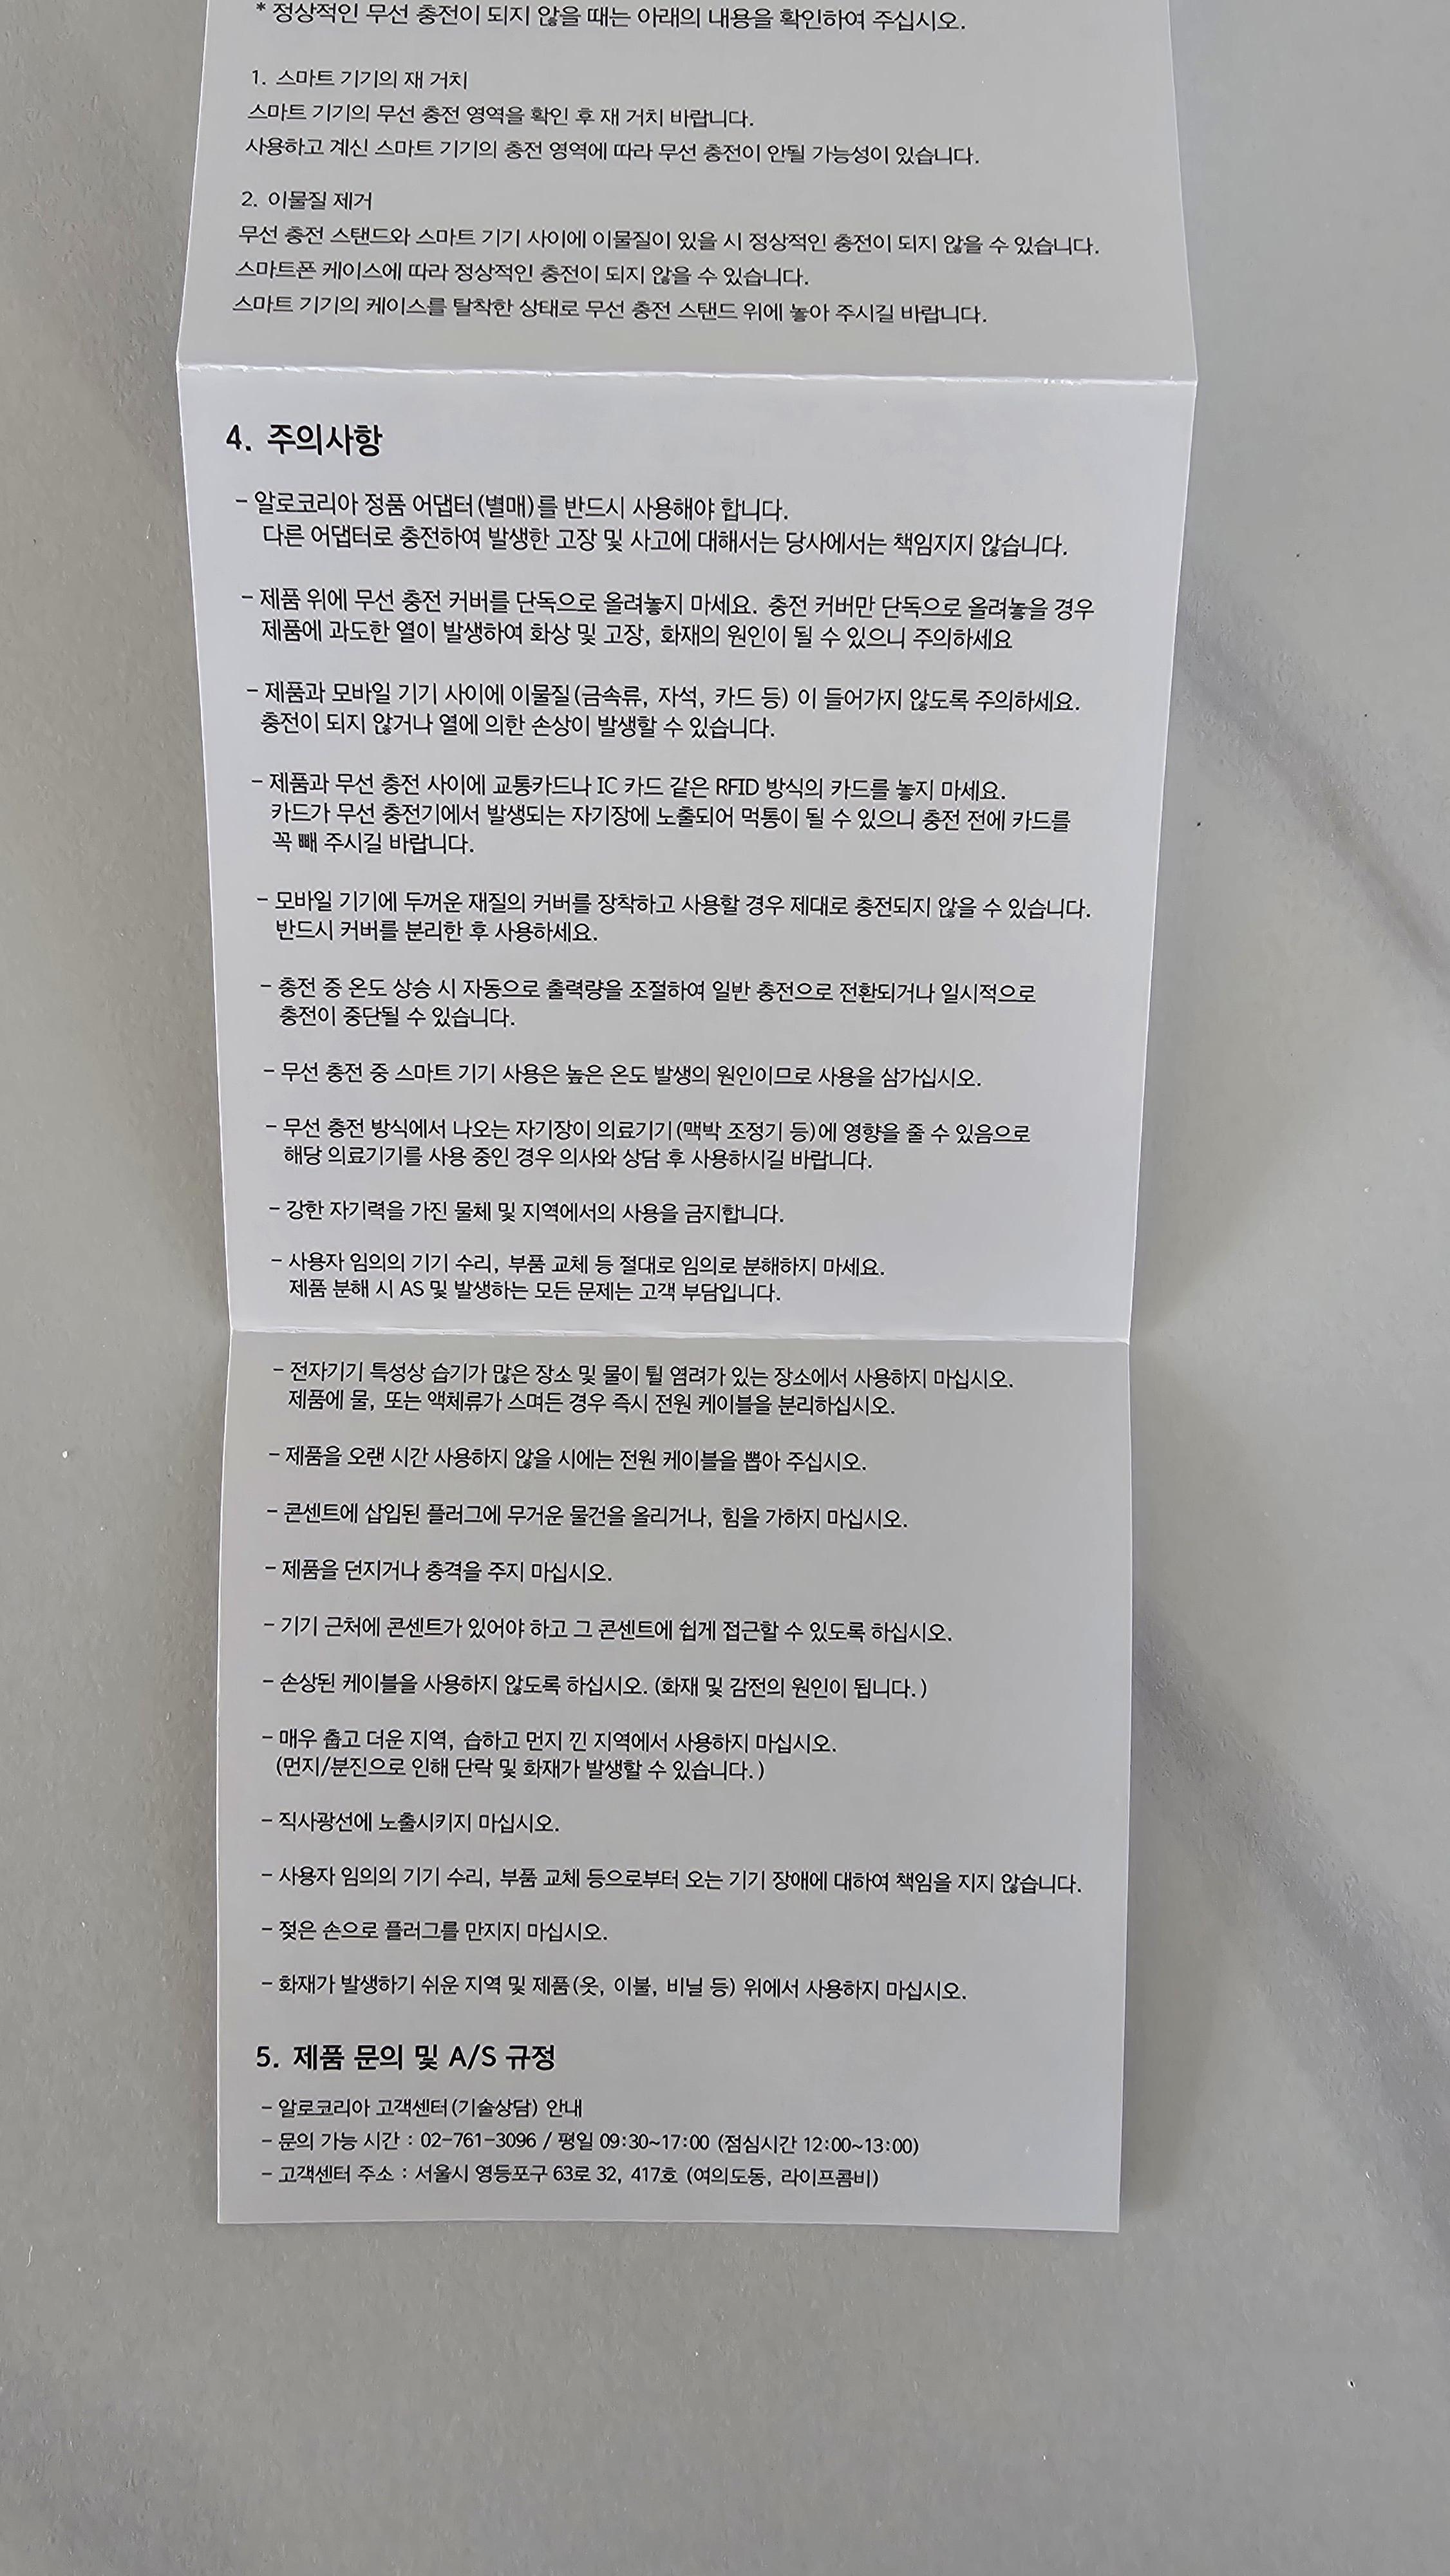 * 정상적인 무선 충전이 되지 않을 때는 아래의 내용을 확인하여 주십시오.
1. 스마트 기기의 재 거치
스마트 기기의 무선 충전 영역을 확인 후 재 거치 바랍니다.
사용하고 계신 스마트 기기의 충전 영역에 따라 무선 충전이 안될 가능성이 있습니다.
2. 이물질 제거
무선 충전 스탠드와 스마트 기기 사이에 이물질이 있을 시 정상적인 충전이 되지 않을 수 있습니다.
스마트폰 케이스에 따라 정상적인 충전이 되지 않을 수 있습니다.
스마트 기기의 케이스를 탈착한 상태로 무선 충전 스탠드 위에 놓아 주시길 바랍니다.
4. 주의사항
- 알로코리아 정품 어댑터(별매)를 반드시 사용해야 합니다.
다른 어댑터로 충전하여 발생한 고장 및 사고에 대해서는 당사에서는 책임지지 않습니다.
- 제품 위에 무선 충전 커버를 단독으로 올려놓지 마세요. 충전 커버만 단독으로 올려놓을 경우
제품에 과도한 열이 발생하여 화상 및 고장, 화재의 원인이 될 수 있으니 주의하세요
- 제품과 모바일 기기 사이에 이물질(금속류, 자석, 카드 등) 이 들어가지 않도록 주의하세요.
충전이 되지 않거나 열에 의한 손상이 발생할 수 있습니다.
- 제품과 무선 충전 사이에 교통카드나 IC 카드 같은 RFID 방식의 카드를 놓지 마세요.
카드가 무선 충전기에서 발생되는 자기장에 노출되어 먹통이 될 수 있으니 충전 전에 카드를
꼭 빼 주시길 바랍니다.
- 모바일 기기에 두꺼운 재질의 커버를 장착하고 사용할 경우 제대로 충전되지 않을 수 있습니다.
반드시 커버를 분리한 후 사용하세요.
- 충전 중 온도 상승 시 자동으로 출력량을 조절하여 일반 충전으로 전환되거나 일시적으로
충전이 중단될 수 있습니다.
- 무선 충전 중 스마트 기기 사용은 높은 온도 발생의 원인이므로 사용을 삼가십시오.
- 무선 충전 방식에서 나오는 자기장이 의료기기(맥박 조정기 등)에 영향을 줄 수 있음으로
해당 의료기기를 사용 중인 경우 의사와 상담 후 사용하시길 바랍니다.
- 강한 자기력을 가진 물체 및 지역에서의 사용을 금지합니다.
- 사용자 임의의 기기 수리, 부품 교체 등 절대로 임의로 분해하지 마세요.
제품 분해 시 AS 및 발생하는 모든 문제는 고객 부담입니다.
- 전자기기 특성상 습기가 많은 장소 및 물이 튈 염려가 있는 장소에서 사용하지 마십시오.
제품에 물, 또는 액체류가 스며든 경우 즉시 전원 케이블을 분리하십시오.
- 제품을 오랜 시간 사용하지 않을 시에는 전원 케이블을 뽑아 주십시오.
- 콘센트에 삽입된 플러그에 무거운 물건을 올리거나, 힘을 가하지 마십시오.
- 제품을 던지거나 충격을 주지 마십시오.
- 기기 근처에 콘센트가 있어야 하고 그 콘센트에 쉽게 접근할 수 있도록 하십시오.
- 손상된 케이블을 사용하지 않도록 하십시오. (화재 및 감전의 원인이 됩니다.)
- 매우 춥고 더운 지역, 습하고 먼지 낀 지역에서 사용하지 마십시오.
(먼지/분진으로 인해 단락 및 화재가 발생할 수 있습니다.)
- 직사광선에 노출시키지 마십시오.
- 사용자 임의의 기기 수리, 부품 교체 등으로부터 오는 기기 장애에 대하여 책임을 지지 않습니다.
- 젖은 손으로 플러그를 만지지 마십시오.
- 화재가 발생하기 쉬운 지역 및 제품(옷, 이불, 비닐 등) 위에서 사용하지 마십시오.
5. 제품 문의 및 A/S 규정
- 알로코리아 고객센터(기술상담) 안내
- 문의 가능 시간 : 02-761-3096 / 평일 09:30~17:00 (점심시간 12:00~13:00)
- 고객센터 주소 : 서울시 영등포구 63로 32, 417호 (여의도동, 라이프콤비)